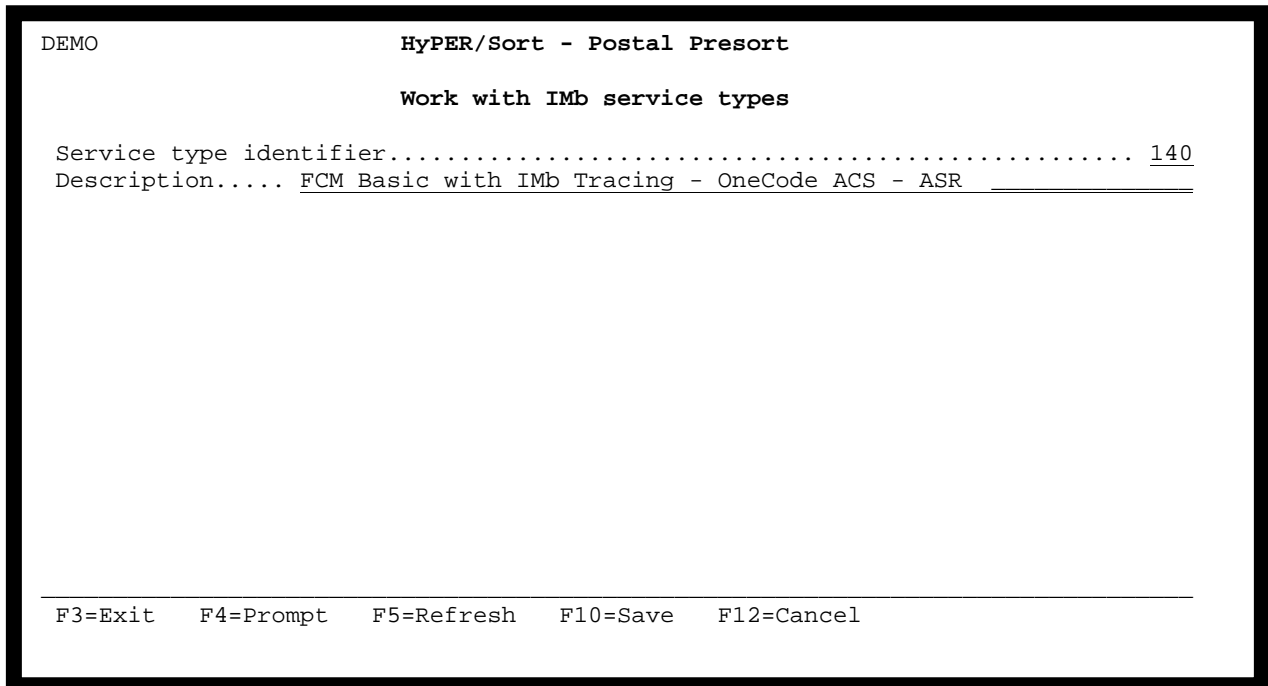 DEMO HyPER/Sort - Postal Presort
Work with IMb service types
Service type identifier.................................................... 140
Description..... FCM Basic with IMb Tracing - OneCode ACS - ASR ______________
F3=Exit F4=Prompt F5=Refresh F10=Save F12=Cancel